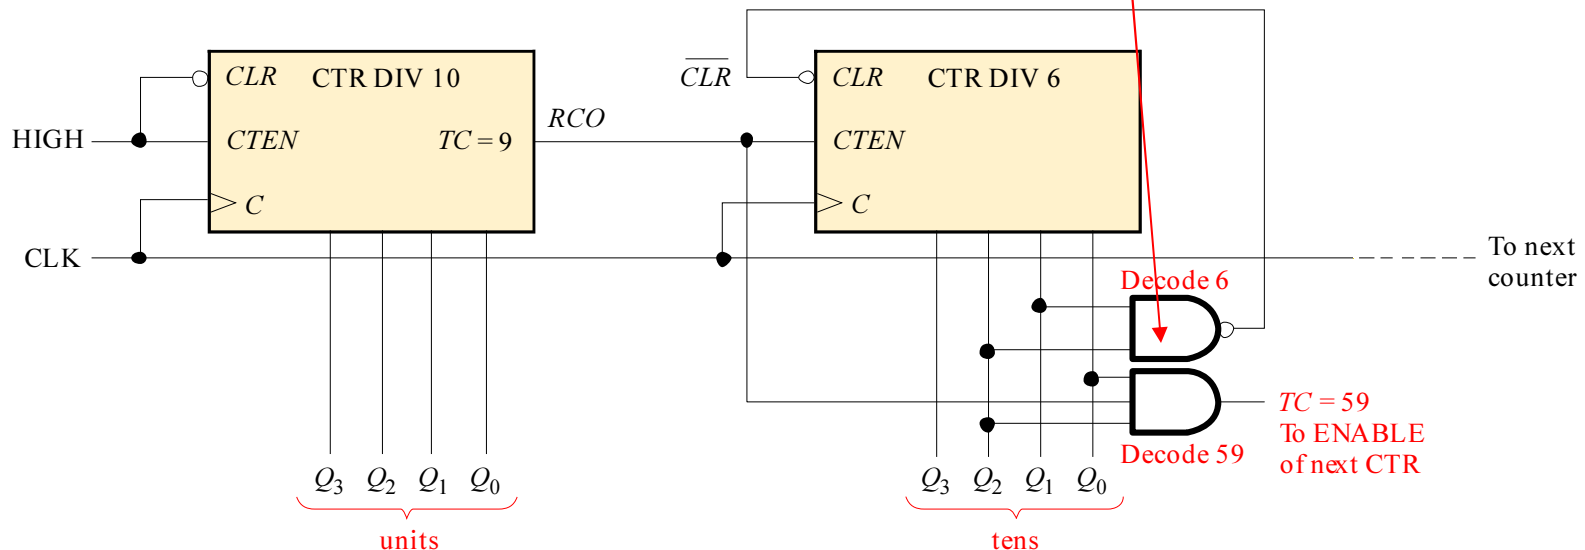 CLR CTR DIV 10
CLR
CLR CTR DIV 6
RCO
HIGH
CTEN TC = 9
CTEN
C
C
CLK
To next
counter
Decode 6
TC = 59
To ENABLE
of next CTR
Decode 59
Q3 Q2 Q1 Q0
Q3 Q2 Q1 Q0
units
tens